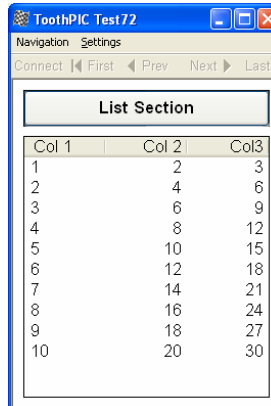 ToothPIC Test72
Navigation Settings
Connect First Prev Next Last
List Section
Col 1 Col 2 Col3
1 2 3
2 4 6
3 6 9
4 8 12
5 10 15
6 12 18
7 14 21
8 16 24
9 18 27
10 20 30